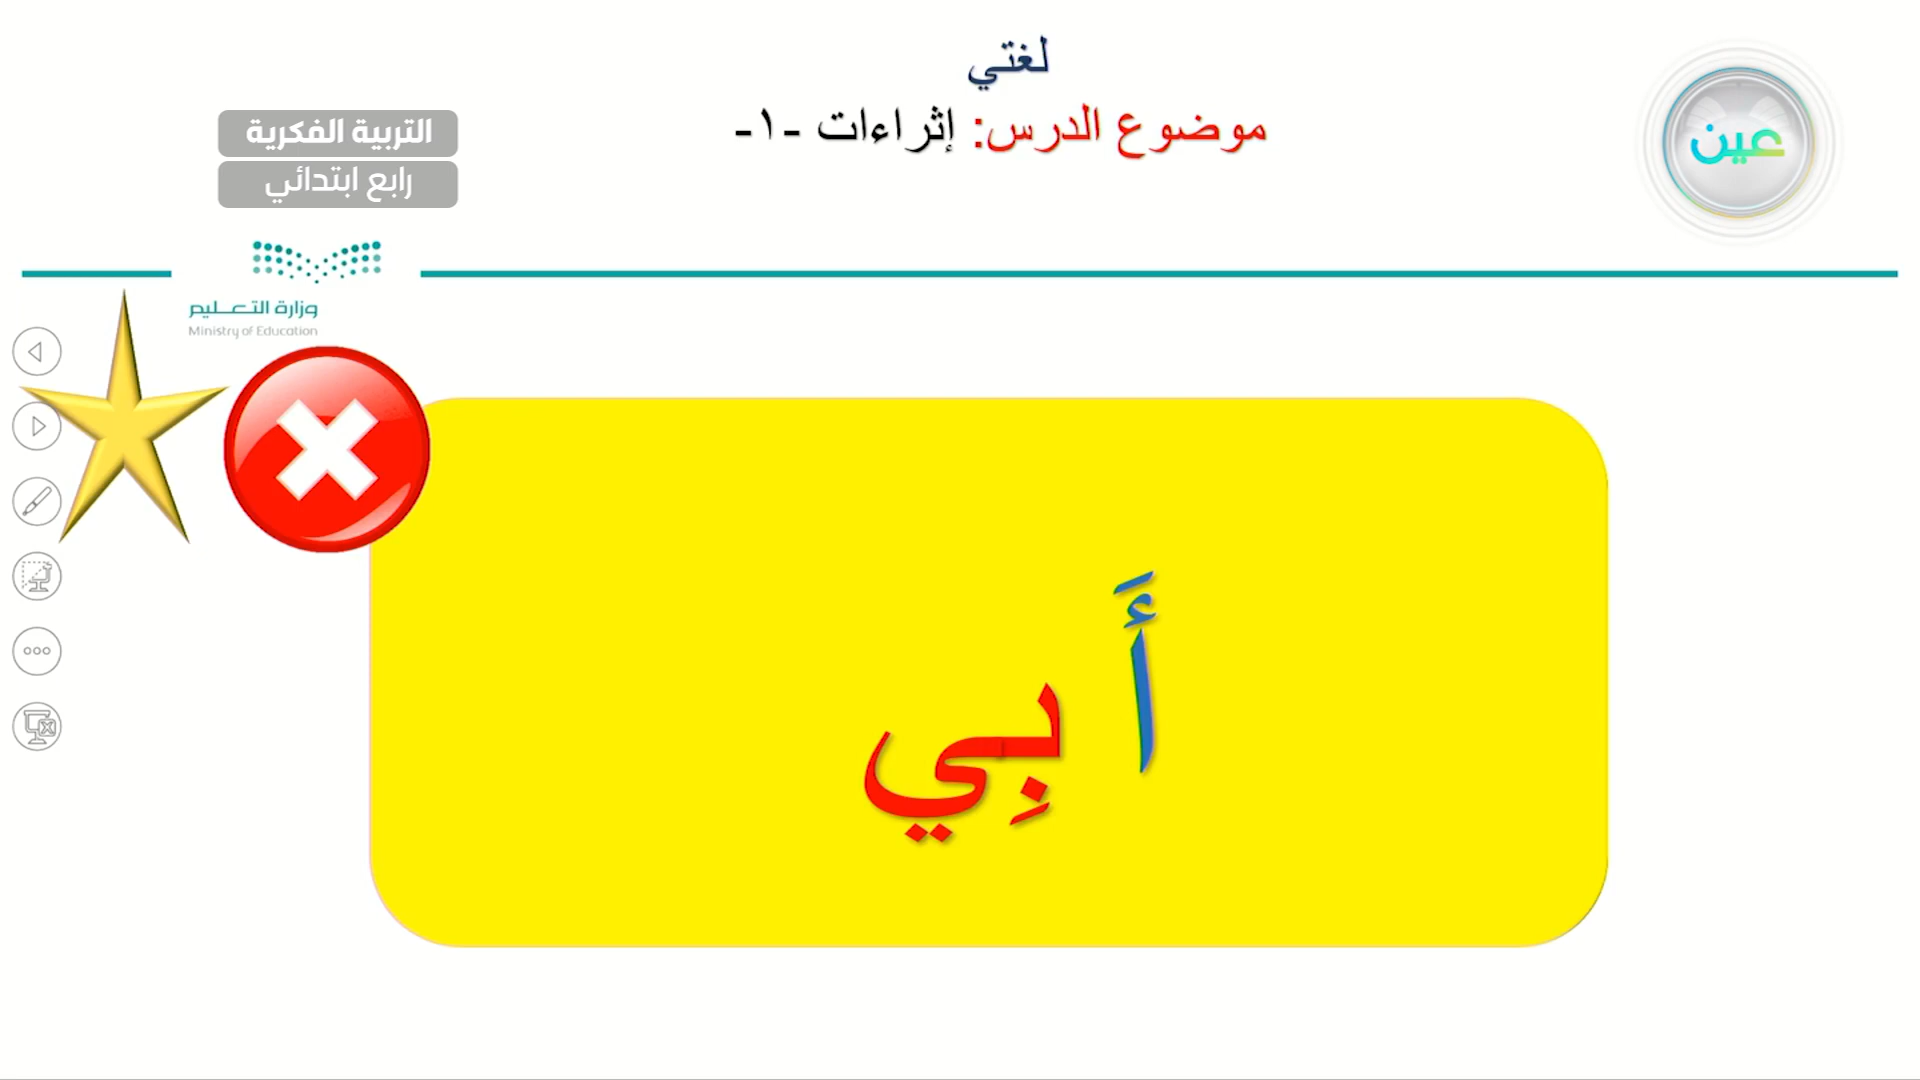 لغتي
موضوع الدرس: إثراءات -١-
عين
التربية الفكرية
رابع ابتدائي
وزارة التعليم
Ministry of Education
أَ بِي